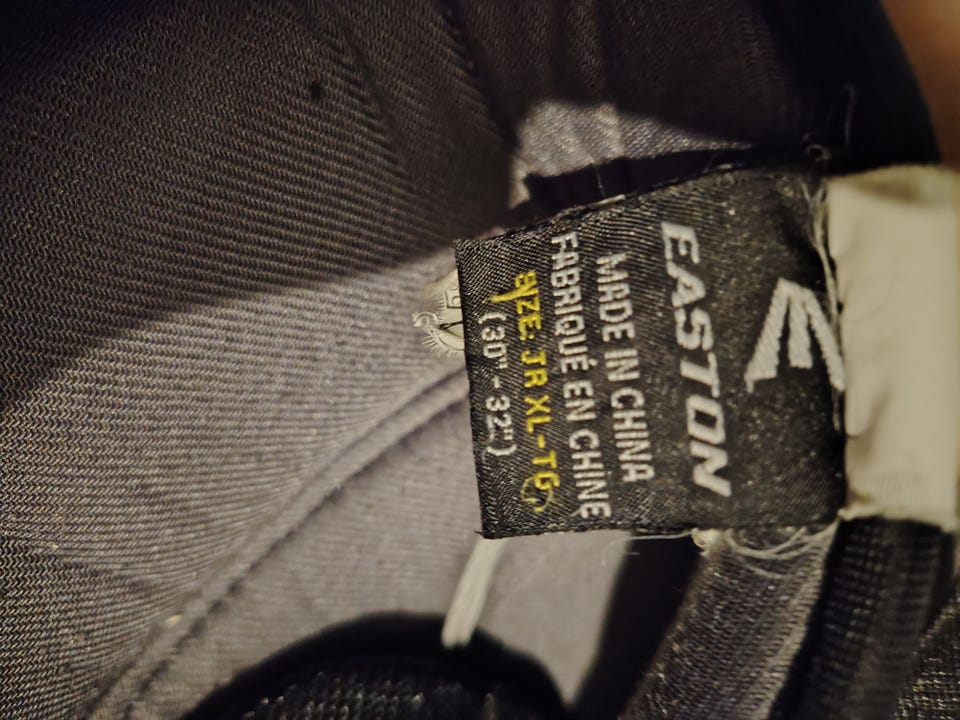 EASTON
MADE IN CHINA
FABRIQUÉ EN CHINE
SIZE: JR XL-TG
(30" - 32")